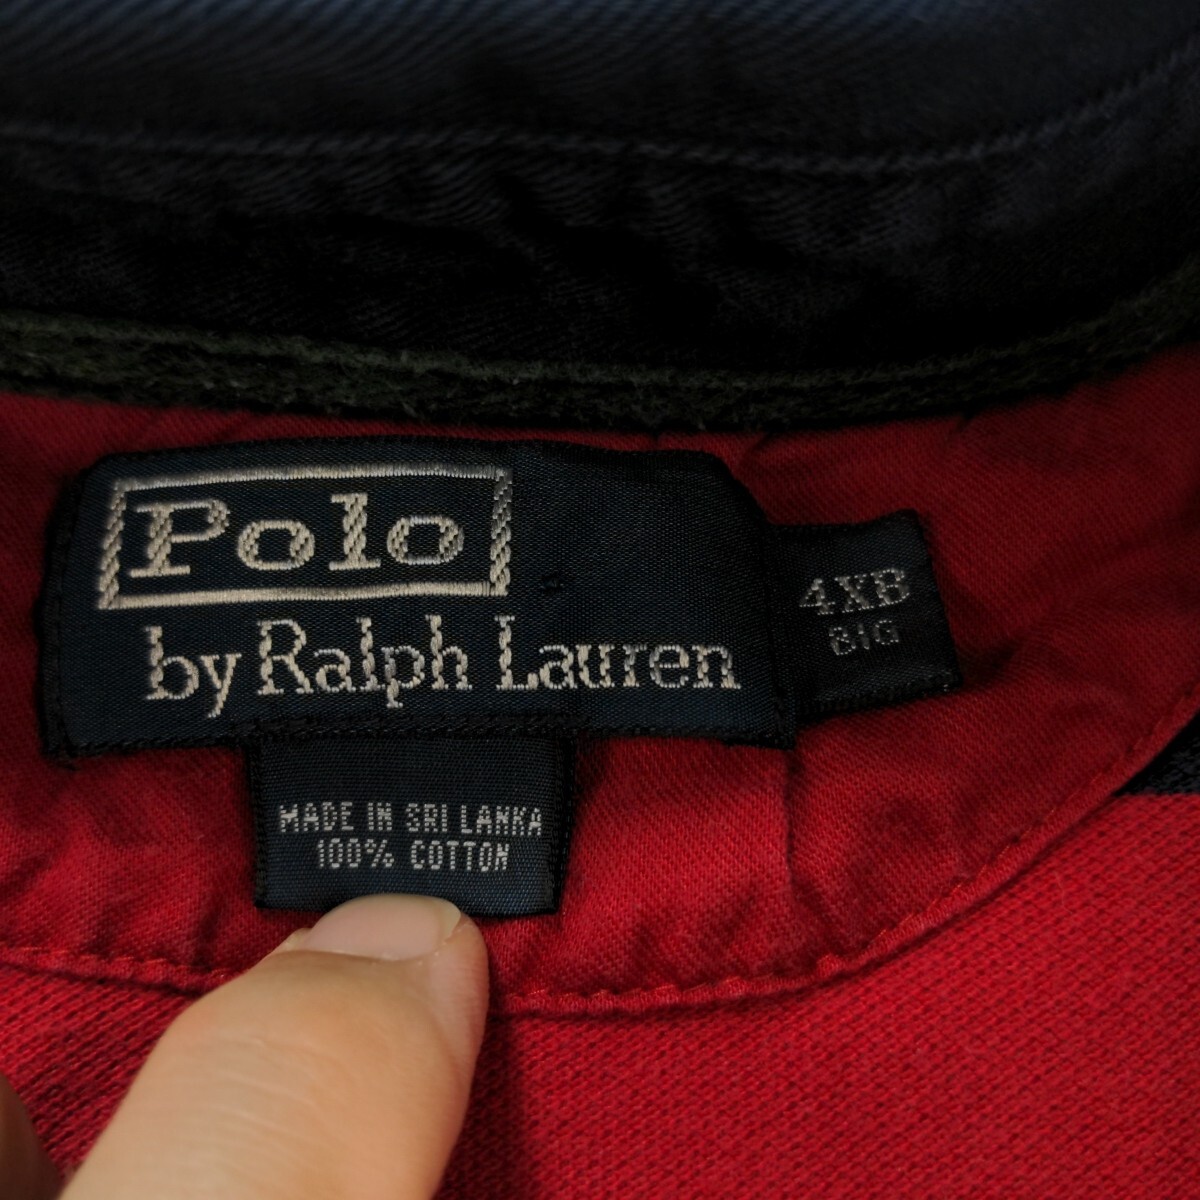 Polo
by Ralph Lauren
4XB
BIG
MADE IN SRI LANKA
100% COTTON